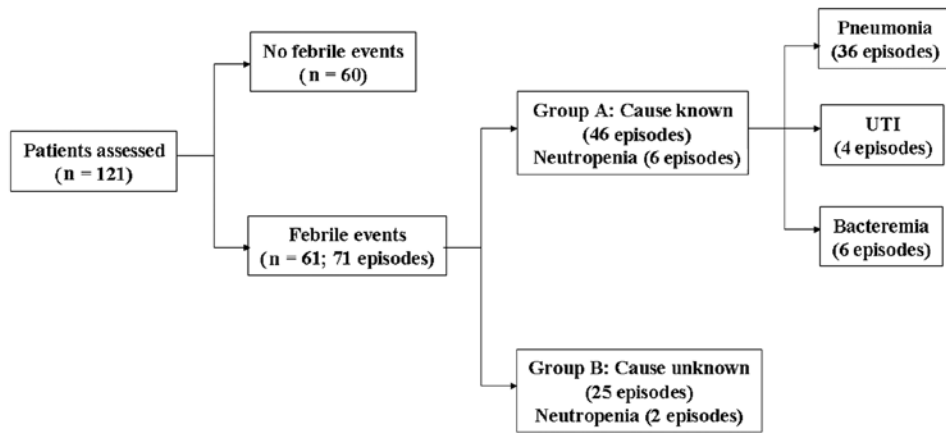 Patients assessed
(n = 121)
No febrile events
(n = 60)
Febrile events
(n = 61; 71 episodes)
Group A: Cause known
(46 episodes)
Neutropenia (6 episodes)
Group B: Cause unknown
(25 episodes)
Neutropenia (2 episodes)
Pneumonia
(36 episodes)
UTI
(4 episodes)
Bacteremia
(6 episodes)